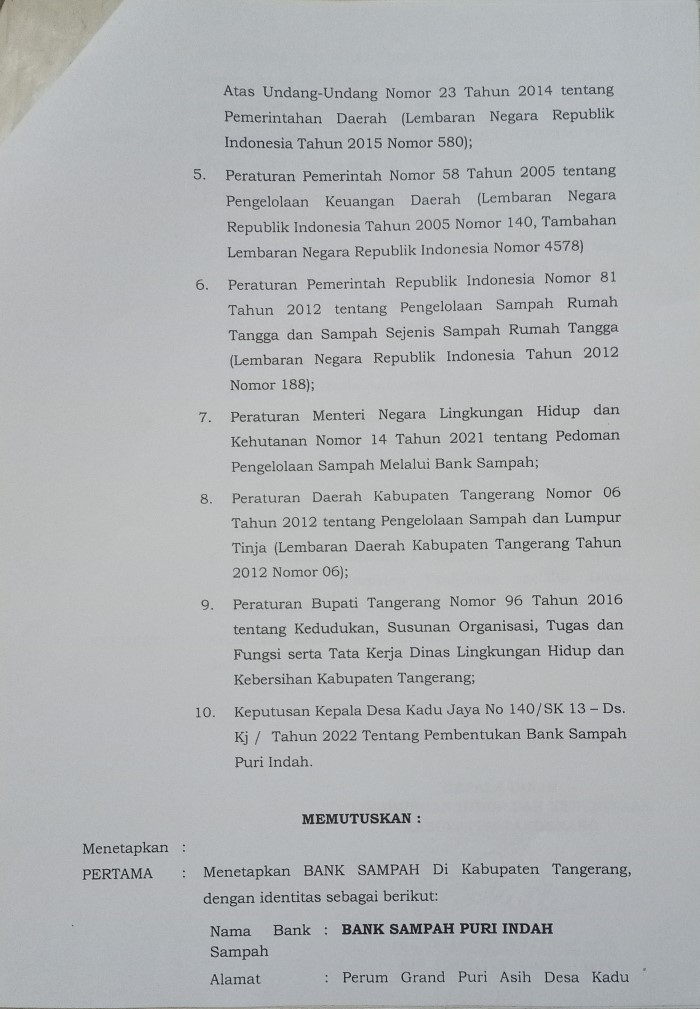 Atas Undang-Undang Nomor 23 Tahun 2014 tentang
Pemerintahan Daerah (Lembaran Negara Republik
Indonesia Tahun 2015 Nomor 580);
5. Peraturan Pemerintah Nomor 58 Tahun 2005 tentang
Pengelolaan Keuangan Daerah (Lembaran Negara
Republik Indonesia Tahun 2005 Nomor 140, Tambahan
Lembaran Negara Republik Indonesia Nomor 4578)
6. Peraturan Pemerintah Republik Indonesia Nomor 81
Tahun 2012 tentang Pengelolaan Sampah Rumah
Tangga dan Sampah Sejenis Sampah Rumah Tangga
(Lembaran Negara Republik Indonesia Tahun 2012
Nomor 188);
7. Peraturan Menteri Negara Lingkungan Hidup dan
Kehutanan Nomor 14 Tahun 2021 tentang Pedoman
Pengelolaan Sampah Melalui Bank Sampah;
8. Peraturan Daerah Kabupaten Tangerang Nomor 06
Tahun 2012 tentang Pengelolaan Sampah dan Lumpur
Tinja (Lembaran Daerah Kabupaten Tangerang Tahun
2012 Nomor 06);
9. Peraturan Bupati Tangerang Nomor 96 Tahun 2016
tentang Kedudukan, Susunan Organisasi, Tugas dan
Fungsi serta Tata Kerja Dinas Lingkungan Hidup dan
Kebersihan Kabupaten Tangerang;
10. Keputusan Kepala Desa Kadu Jaya No 140/SK 13 – Ds.
Kj / Tahun 2022 Tentang Pembentukan Bank Sampah
Puri Indah.
MEMUTUSKAN :
Menetapkan :
PERTAMA : Menetapkan BANK SAMPAH Di Kabupaten Tangerang,
dengan identitas sebagai berikut:
Nama Bank : BANK SAMPAH PURI INDAH
Sampah
Alamat : Perum Grand Puri Asih Desa Kadu